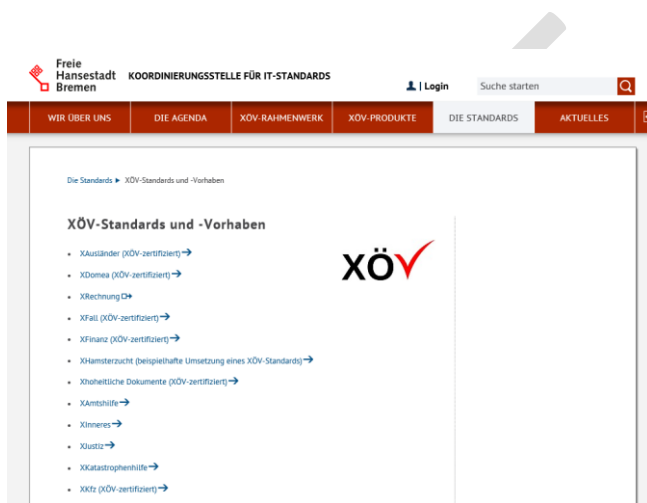 Freie
Hansestadt
Bremen
KOORDINIERUNGSSTELLE FÜR IT-STANDARDS
| Login
Suche starten
WIR ÜBER UNS
DIE AGENDA
XÖV-RAHMENWERK
XÖV-PRODUKTE
DIE STANDARDS
AKTUELLES
Die Standards ► XÖV-Standards und -Vorhaben
XÖV-Standards und -Vorhaben
XÖV
• XAusländer (XÖV-zertifiziert)→
• XDomea (XÖV-zertifiziert)→
• XRechnung
• XFall (XÖV-zertifiziert)→
• XFinanz (XÖV-zertifiziert)→
• XHamsterzucht (beispielhafte Umsetzung eines XÖV-Standards)→
• Xhoheitliche Dokumente (XÖV-zertifiziert)→
• XAmtshilfe→
• XInneres→
• XJustiz→
• XKatastrophenhilfe→
• XKfz (XÖV-zertifiziert)→